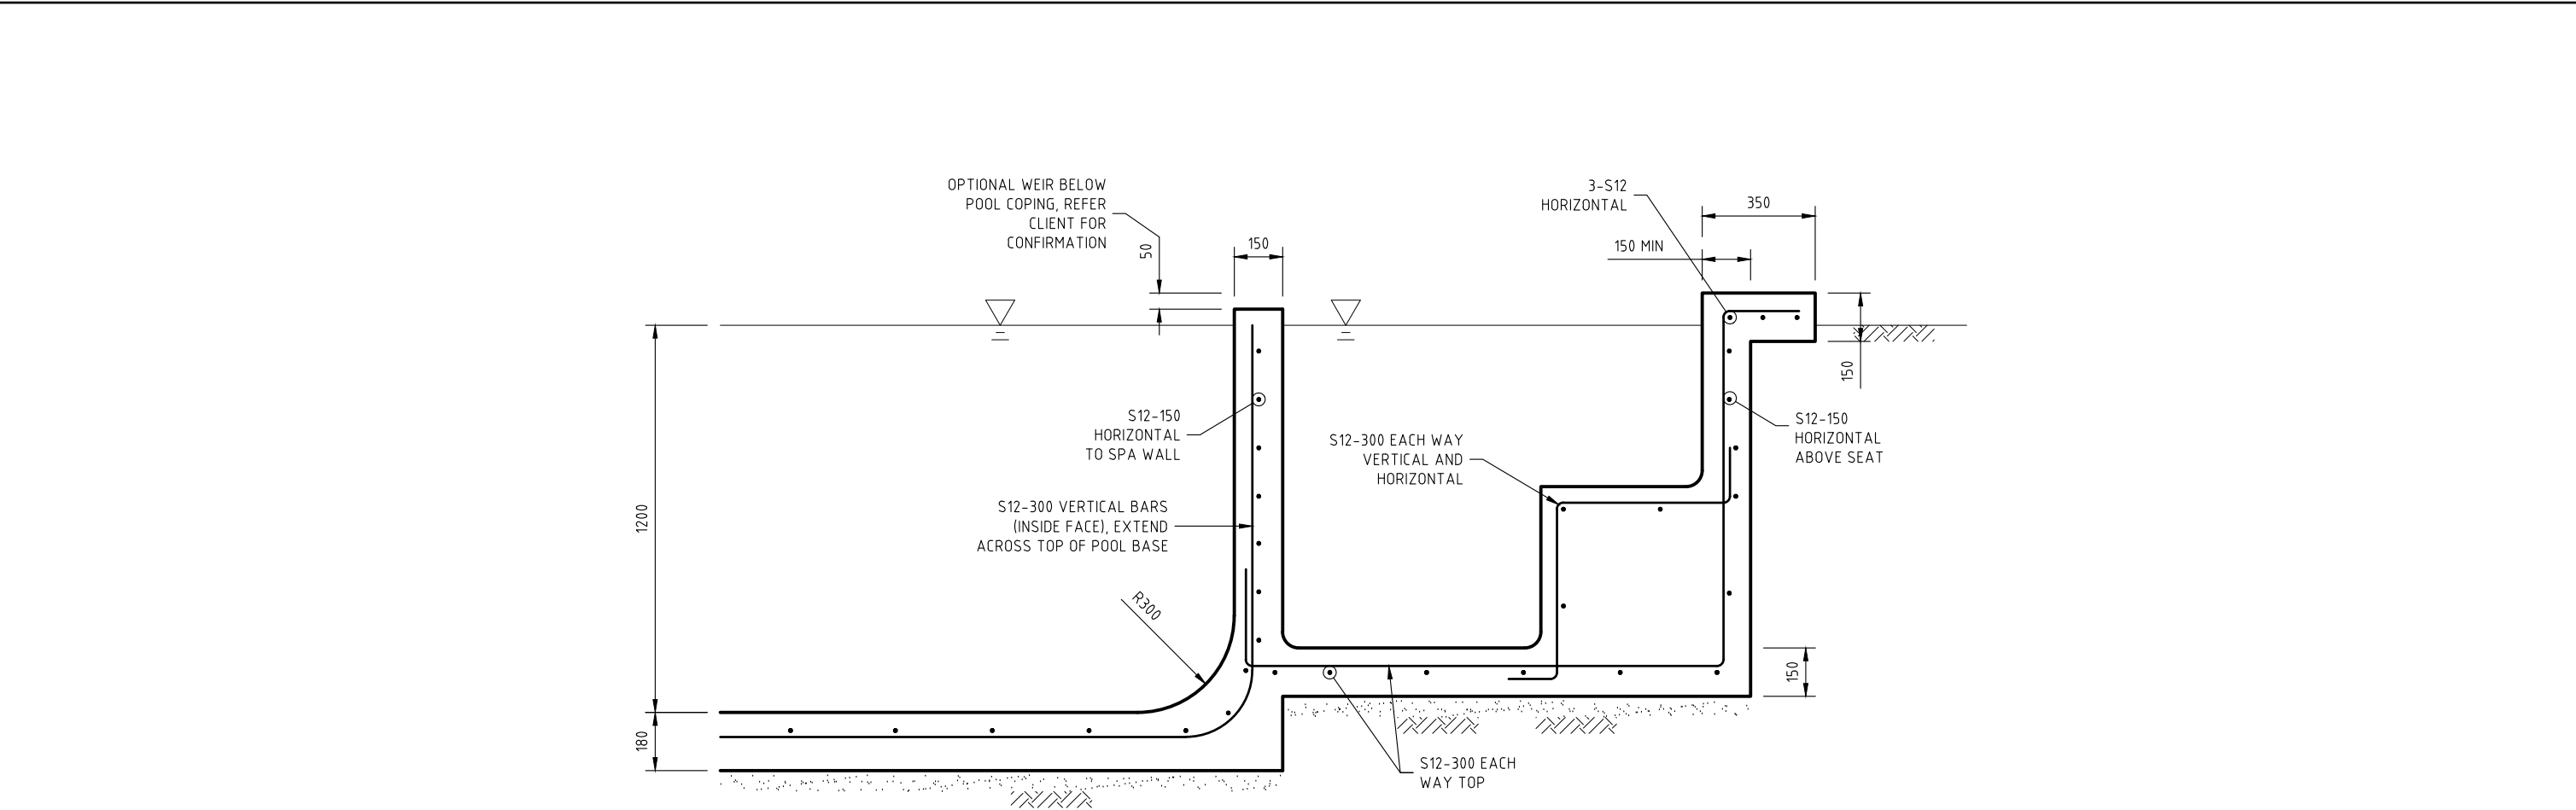 OPTIONAL WEIR BELOW
POOL COPING, REFER
CLIENT FOR
CONFIRMATION
50
150
3-S12
HORIZONTAL
350
150 MIN
150
S12-150
HORIZONTAL
TO SPA WALL
S12-300 EACH WAY
VERTICAL AND
HORIZONTAL
S12-150
HORIZONTAL
ABOVE SEAT
1200
S12-300 VERTICAL BARS
(INSIDE FACE), EXTEND
ACROSS TOP OF POOL BASE
R300
150
180
S12-300 EACH
WAY TOP